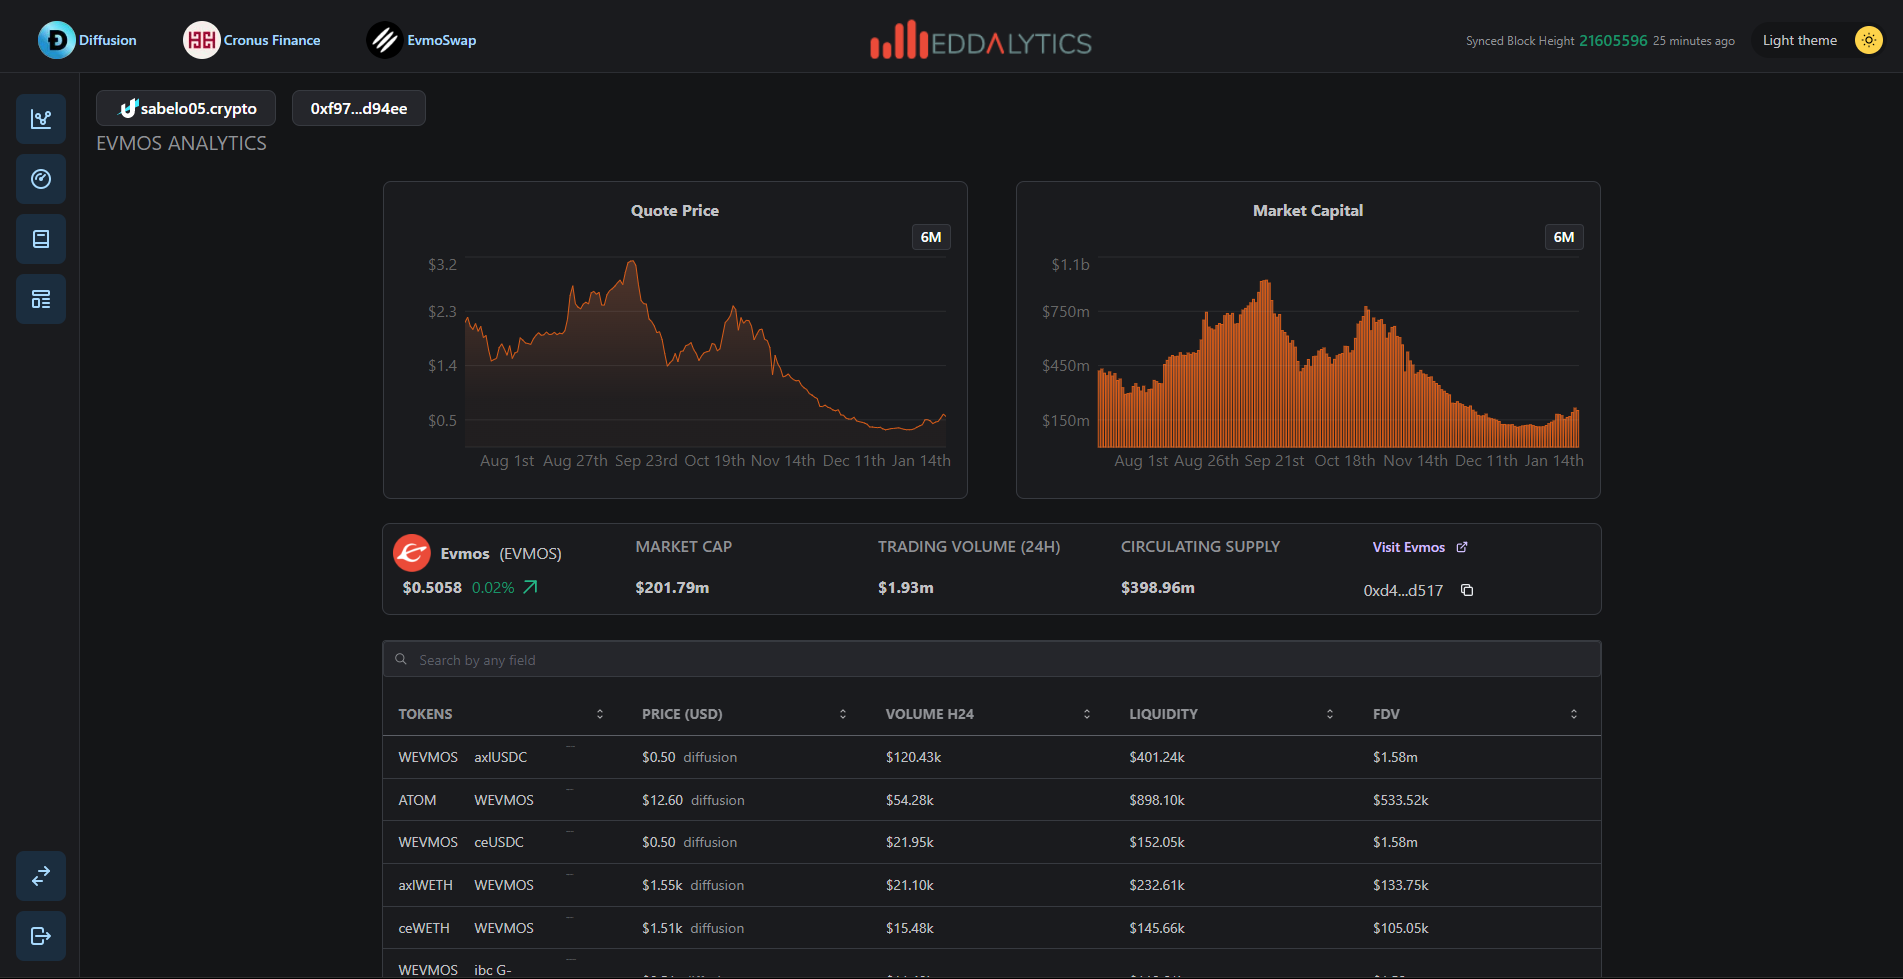 Diffusion Cronus Finance EvmoSwap EDDALYTICS Synced Block Height 21605596 25 minutes ago Light theme
sabelo05.crypto 0xf97...d94ee
EVMOS ANALYTICS
Quote Price
6M
$3.2
$2.3
$1.4
$0.5
Aug 1st Aug 27th Sep 23rd Oct 19th Nov 14th Dec 11th Jan 14th
Market Capital
6M
$1.1b
$750m
$450m
$150m
Aug 1st Aug 26th Sep 21st Oct 18th Nov 14th Dec 11th Jan 14th
Evmos (EVMOS) MARKET CAP TRADING VOLUME (24H) CIRCULATING SUPPLY Visit Evmos
$0.5058 0.02% $201.79m $1.93m $398.96m 0xd4...d517
Search by any field
TOKENS PRICE (USD) VOLUME H24 LIQUIDITY FDV
WEVMOS axlUSDC $0.50 diffusion $120.43k $401.24k $1.58m
ATOM WEVMOS $12.60 diffusion $54.28k $898.10k $533.52k
WEVMOS ceUSDC $0.50 diffusion $21.95k $152.05k $1.58m
axlWETH WEVMOS $1.55k diffusion $21.10k $232.61k $133.75k
ceWETH WEVMOS $1.51k diffusion $15.48k $145.66k $105.05k
WEVMOS ibc G-